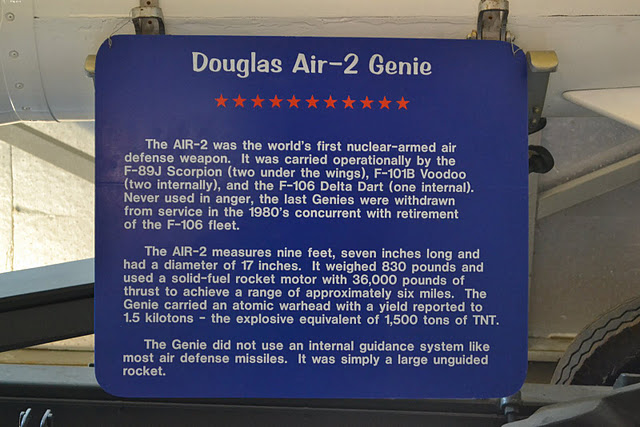 Douglas Air-2 Genie
The AIR-2 was the world's first nuclear-armed air
defense weapon. It was carried operationally by the
F-89J Scorpion (two under the wings), F-101B Voodoo
(two internally), and the F-106 Delta Dart (one internal).
Never used in anger, the last Genies were withdrawn
from service in the 1980's concurrent with retirement
of the F-106 fleet.
The AIR-2 measures nine feet, seven inches long and
had a diameter of 17 inches. It weighed 830 pounds and
used a solid-fuel rocket motor with 36,000 pounds of
thrust to achieve a range of approximately six miles. The
Genie carried an atomic warhead with a yield reported to
1.5 kilotons - the explosive equivalent of 1,500 tons of TNT.
The Genie did not use an internal guidance system like
most air defense missiles. It was simply a large unguided
rocket.